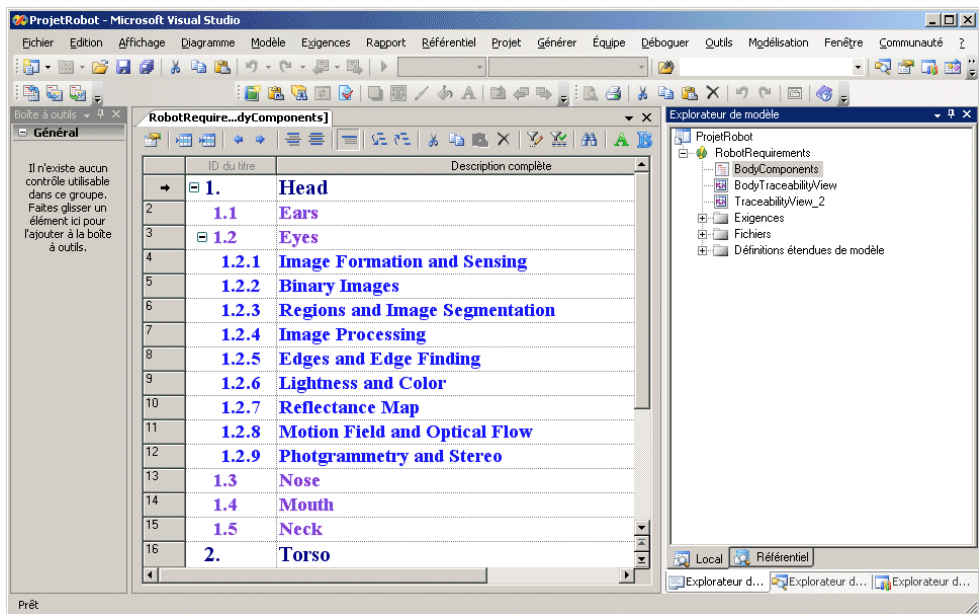 ProjetRobot - Microsoft Visual Studio
Fichier Edition Affichage Diagramme Modèle Exigences Rapport Référentiel Projet Générer Équipe Déboguer Outils Modélisation Fenêtre Communauté ?
Boîte à outils
Général
Il n'existe aucun
contrôle utilisable
dans ce groupe.
Faites glisser un
élément ici pour
l'ajouter à la boîte
à outils.
RobotRequire...dyComponents]
ID du titre Description complète
1. Head
2 1.1 Ears
3 1.2 Eyes
4 1.2.1 Image Formation and Sensing
5 1.2.2 Binary Images
6 1.2.3 Regions and Image Segmentation
7 1.2.4 Image Processing
8 1.2.5 Edges and Edge Finding
9 1.2.6 Lightness and Color
10 1.2.7 Reflectance Map
11 1.2.8 Motion Field and Optical Flow
12 1.2.9 Photgrammetry and Stereo
13 1.3 Nose
14 1.4 Mouth
15 1.5 Neck
16 2. Torso
Explorateur de modèle
ProjetRobot
RobotRequirements
BodyComponents
BodyTraceabilityView
TraceabilityView_2
Exigences
Fichiers
Définitions étendues de modèle
Local Référentiel
Explorateur d... Explorateur d... Explorateur d...
Prêt